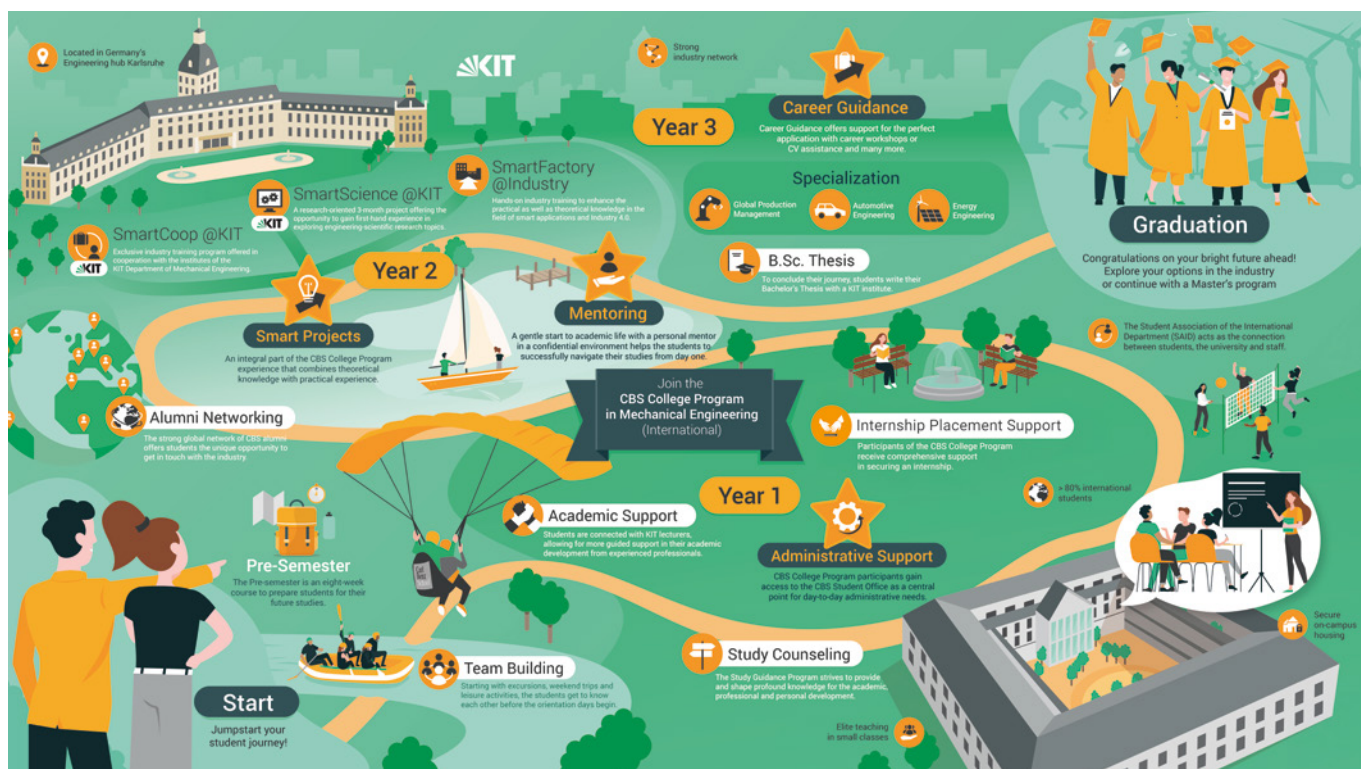 Located in Germany's
Engineering hub Karlsruhe
KIT
Strong
industry network
Career Guidance
Career Guidance offers support for the perfect
application with career workshops or
CV assistance and many more.
Year 3
SmartFactory
@Industry
Hands-on industry training to enhance the
practical as well as theoretical knowledge in the
field of smart applications and Industry 4.0.
SmartScience @KIT
A research-oriented 3-month project offering the
opportunity to gain first-hand experience in
exploring engineering-scientific research topics.
KIT
SmartCoop @KIT
Exclusive industry training program offered in
cooperation with the Institutes of the
KIT Department of Mechanical Engineering.
KIT
Specialization
Global Production
Management
Automotive
Engineering
Energy
Engineering
Graduation
Congratulations on your bright future ahead!
Explore your options in the industry
or continue with a Master's program
B.Sc. Thesis
To conclude their journey, students write their
Bachelor's Thesis with a KIT institute.
Year 2
Smart Projects
An integral part of the CBS College Program
experience that combines theoretical
knowledge with practical experience.
Mentoring
A gentle start to academic life with a personal mentor
in a confidential environment helps the students to
successfully navigate their studies from day one.
The Student Association of the International
Department (SAID) acts as the connection
between students, the university and staff.
Join the
CBS College Program
in Mechanical Engineering
(International)
Alumni Networking
The strong global network of CBS alumni
offers students the unique opportunity to
get in touch with the industry.
Internship Placement Support
Participants of the CBS College Program
receive comprehensive support
in securing an internship.
> 80% international
students
Year 1
Academic Support
Students are connected with KIT lecturers,
allowing for more guided support in their academic
development from experienced professionals.
Administrative Support
CBS College Program participants gain
access to the CBS Student Office as a central
point for day-to-day administrative needs.
Pre-Semester
The Pre-semester is an eight-week
course to prepare students for their
future studies.
Secure
on-campus
housing
Team Building
Starting with excursions, weekend trips and
leisure activities, the students get to know
each other before the orientation days begin.
Study Counseling
The Study Guidance Program strives to provide
and shape profound knowledge for the academic,
professional and personal development.
Start
Jumpstart your
student journey!
Elite teaching
in small classes